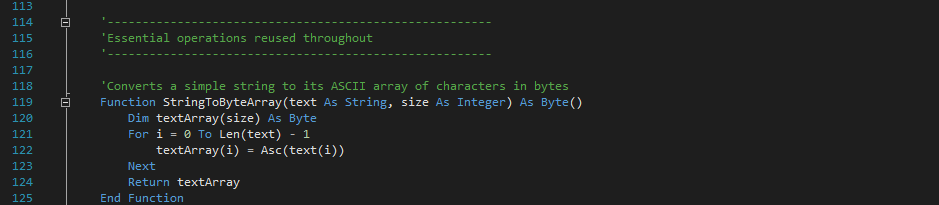 113
114 '-------------------------------------------------------
115 'Essential operations reused throughout
116 '-------------------------------------------------------
117
118 'Converts a simple string to its ASCII array of characters in bytes
119 Function StringToByteArray(text As String, size As Integer) As Byte()
120 Dim textArray(size) As Byte
121 For i = 0 To Len(text) - 1
122 textArray(i) = Asc(text(i))
123 Next
124 Return textArray
125 End Function